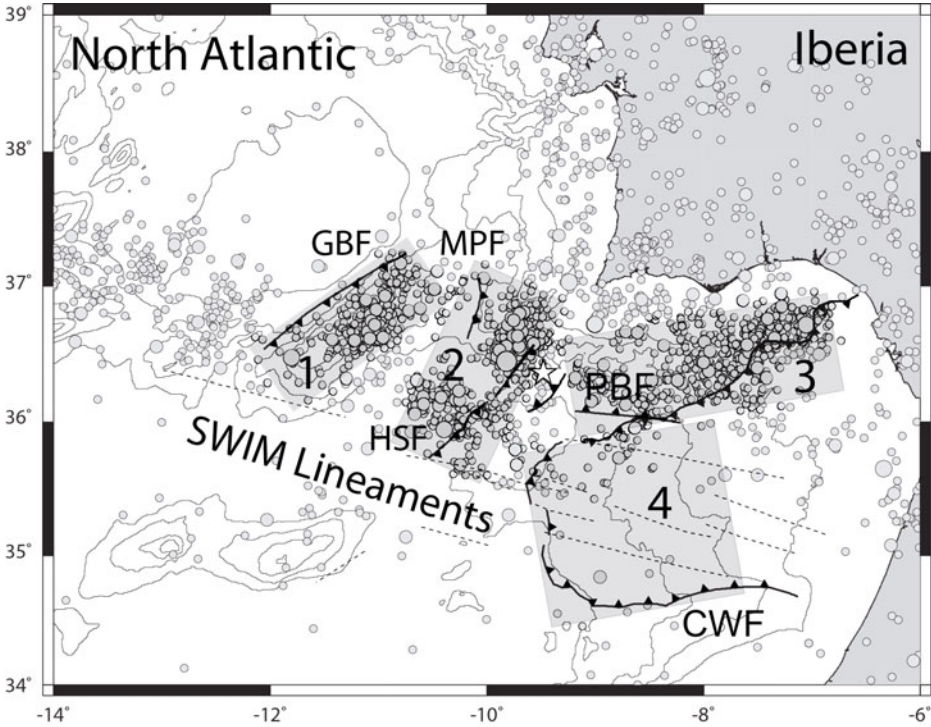 39°
North Atlantic
Iberia
38°
GBF
MPF
37°
1
2
PBF
3
36°
HSF
SWIM Lineaments
4
35°
CWF
34°
-14°
-12°
-10°
-8°
-6°